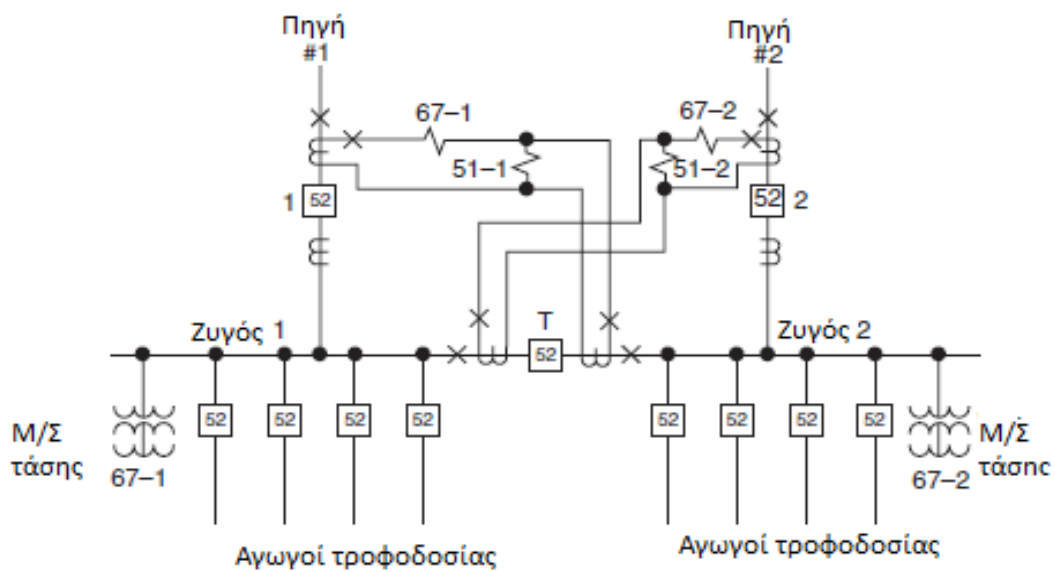 Πηγή
#1
Πηγή
#2
67–1
67–2
51–1
51–2
1 52
52 2
T
52
Ζυγός 1
Ζυγός 2
52 52 52 52
52 52 52 52
Μ/Σ
τάσης
67–1
Μ/Σ
τάσης
67–2
Αγωγοί τροφοδοσίας
Αγωγοί τροφοδοσίας